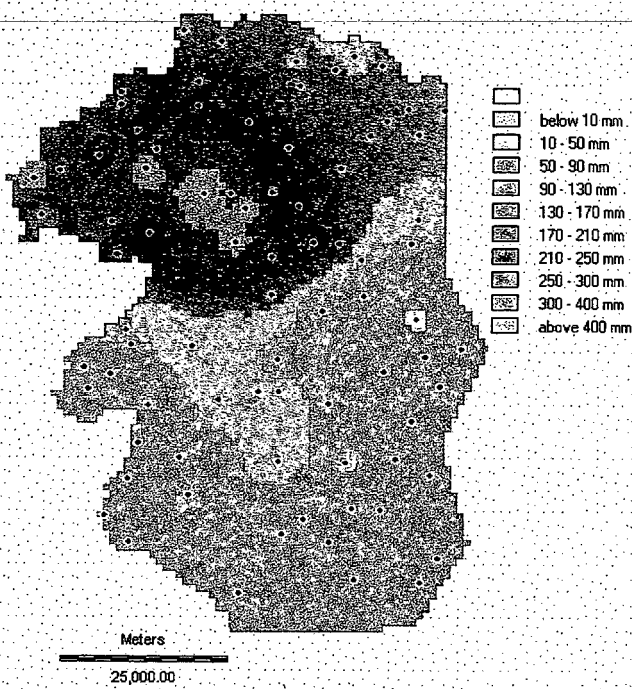 below 10 mm
10 - 50 mm
50 - 90 mm
90 - 130 mm
130 - 170 mm
170 - 210 mm
210 - 250 mm
250 - 300 mm
300 - 400 mm
above 400 mm
Meters
25,000.00